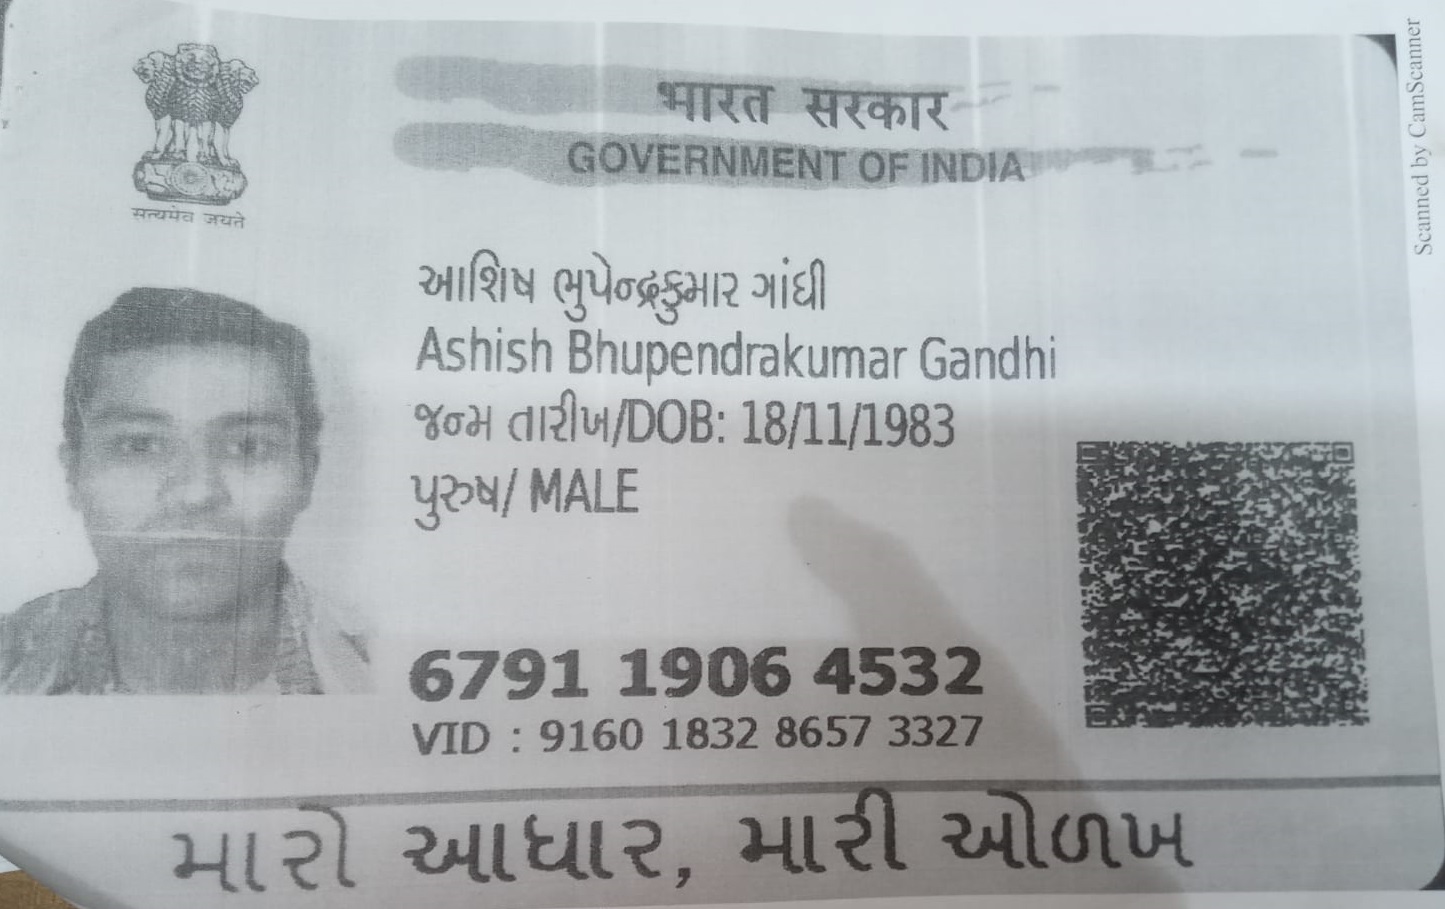 भारत सरकार
GOVERNMENT OF INDIA
सत्यमेव जयते
આશિષ ભુપેન્દ્રકુમાર ગાંધી
Ashish Bhupendrakumar Gandhi
જન્મ તારીખ/DOB: 18/11/1983
પુરુષ/ MALE
6791 1906 4532
VID : 9160 1832 8657 3327
મારો આધાર, મારી ઓળખ
Scanned by CamScanner